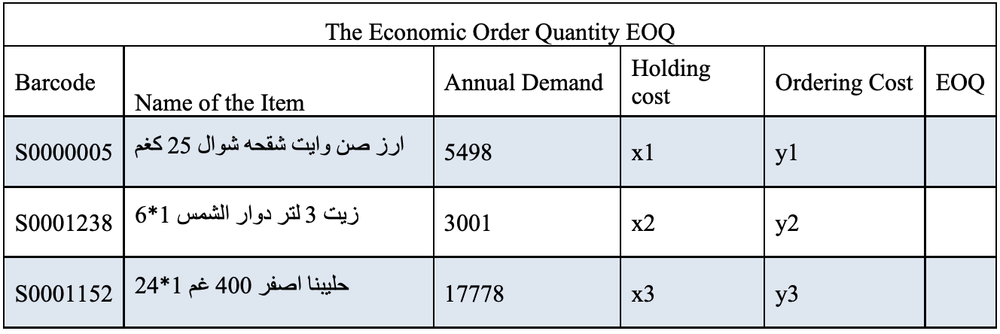 The Economic Order Quantity EOQ
Barcode
Name of the Item
Annual Demand
Holding
cost
Ordering Cost
EOQ
S0000005
ارز صن وايت شقحه شوال 25 كغم
5498
x1
y1
S0001238
زيت 3 لتر دوار الشمس 1*6
3001
x2
y2
S0001152
حليبنا اصفر 400 غم 1*24
17778
x3
y3